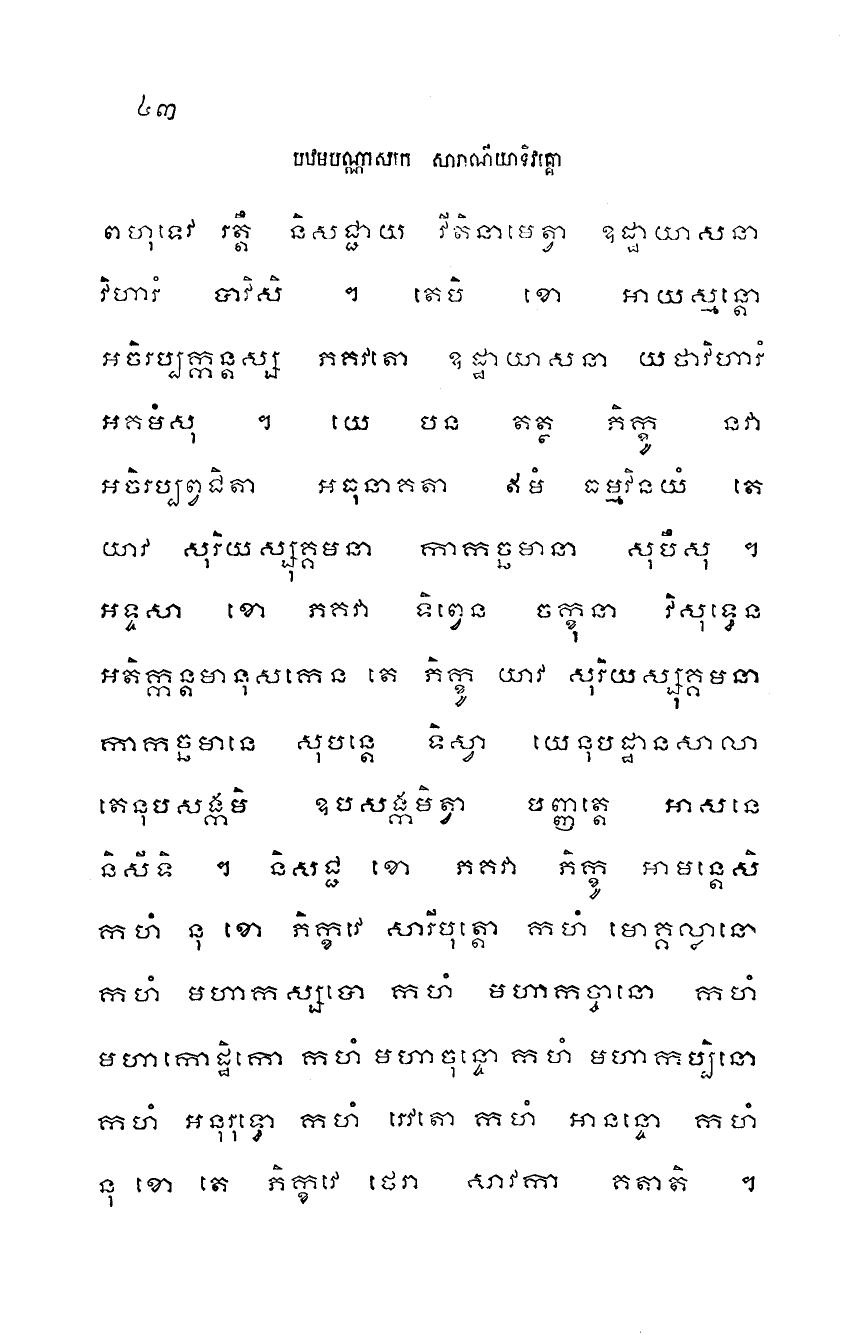 ៤៣
បឋមបណ្ណាសកេ សារាណីយាទិវគ្គោ
ពហុទេវ រត្តឹ និសជ្ជាយ វីតិនាមេត្វា ឧដ្ឋាយាសនា
វិហារំ បាវិសិ ។ តេបិ ខោ អាយស្មន្តោ
អចិរប្បក្កន្តស្ស ភគវតោ ឧដ្ឋាយាសនា យថាវិហារំ
អគមំសុ ។ យេ បន តត្ថ ភិក្ខូ នវា
អចិរប្បព្វជិតា អធុនាគតា ឥមំ ធម្មវិនយំ តេ
យាវ សុរិយស្សុគ្គមនា កាកច្ឆមានា សុបឹសុ ។
អទ្ទសា ខោ ភគវា ទិព្វេន ចក្ខុនា វិសុទ្ធេន
អតិក្កន្តមានុសកេន តេ ភិក្ខូ យាវ សុរិយស្សុគ្គមនា
កាកច្ឆមានេ សុបន្តេ ទិស្វា យេនុបដ្ឋានសាលា
តេនុបសង្កមិ ឧបសង្កមិត្វា បញ្ញត្តេ អាសនេ
និសីទិ ។ និសជ្ជ ខោ ភគវា ភិក្ខូ អាមន្តេសិ
កហំ នុ ខោ ភិក្ខវេ សារីបុត្តោ កហំ មោគ្គល្លានោ
កហំ មហាកស្សបោ កហំ មហាកច្ចានោ កហំ
មហាកោដ្ឋិកោ កហំ មហាចុន្ទោ កហំ មហាកប្បិនោ
កហំ អនុរុទ្ធោ កហំ រេវតោ កហំ អានន្ទោ កហំ
នុ ខោ តេ ភិក្ខវេ ថេរា សាវកា គតាតិ ។